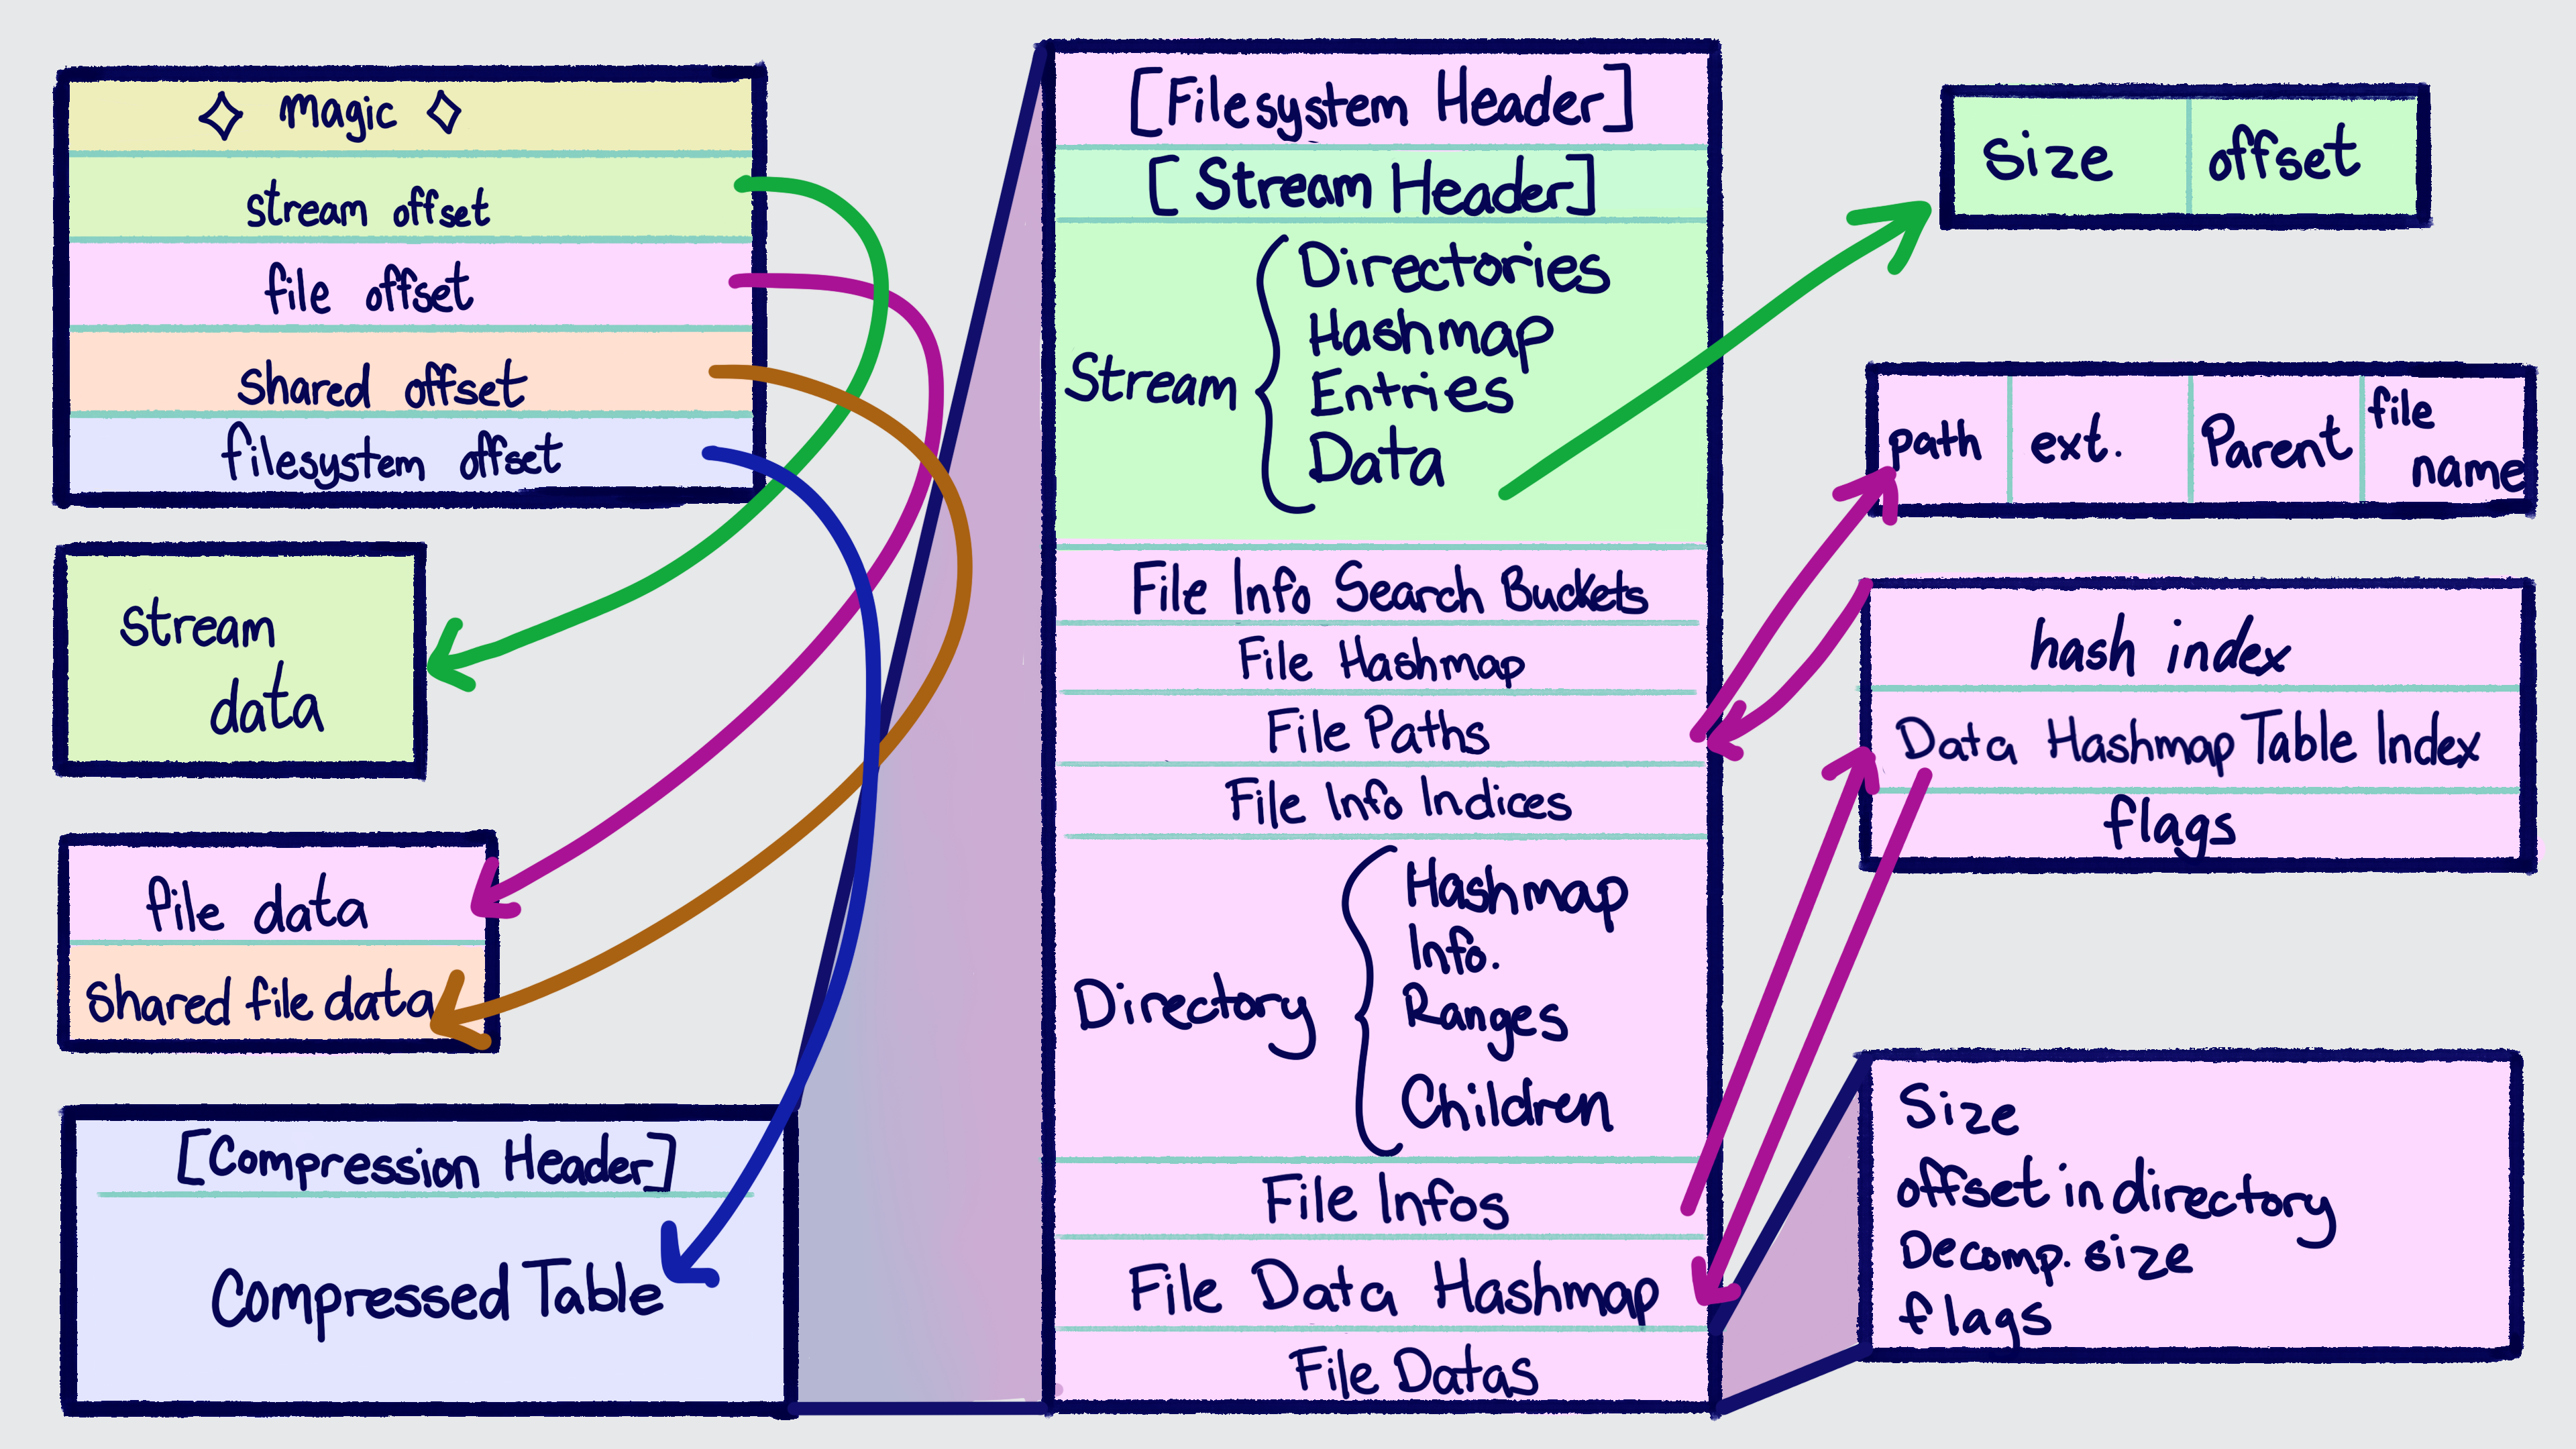 Magic
stream offset
file offset
shared offset
filesystem offset
stream
data
file data
shared file data
[Compression Header]
Compressed Table
[Filesystem Header]
[Stream Header]
Stream
Directories
Hashmap
Entries
Data
File Info Search Buckets
File Hashmap
File Paths
File Info Indices
Directory
Hashmap
Info.
Ranges
Children
File Infos
File Data Hashmap
File Datas
Size
offset
path
ext.
Parent
file
name
hash index
Data Hashmap Table Index
flags
Size
offset in directory
Decomp. size
flags